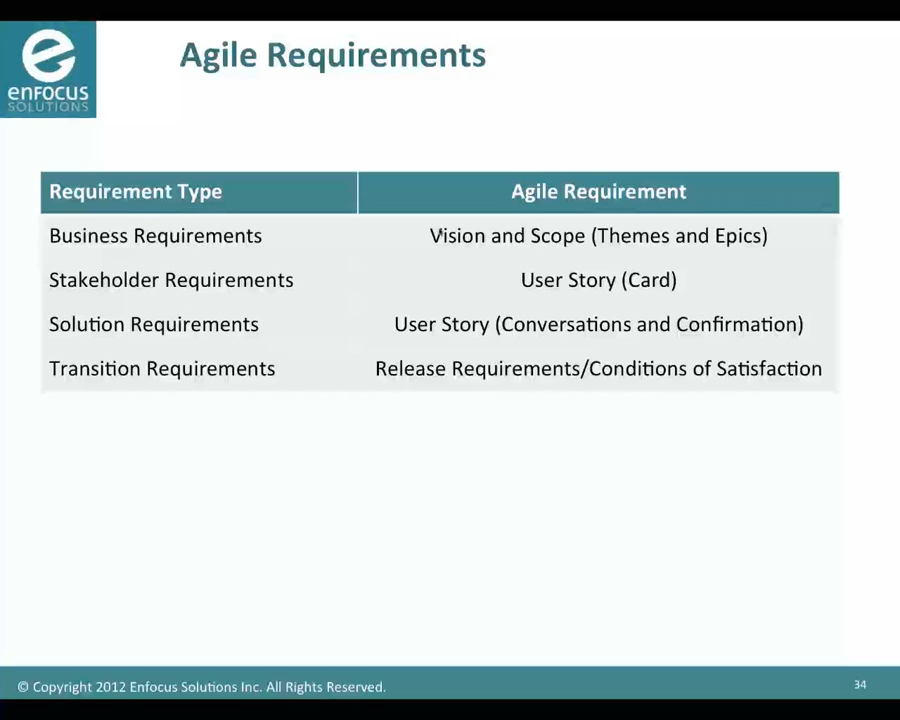 Agile Requirements
enFocus
SOLUTIONS
Requirement Type Agile Requirement
Business Requirements Vision and Scope (Themes and Epics)
Stakeholder Requirements User Story (Card)
Solution Requirements User Story (Conversations and Confirmation)
Transition Requirements Release Requirements/Conditions of Satisfaction
© Copyright 2012 Enfocus Solutions Inc. All Rights Reserved. 34